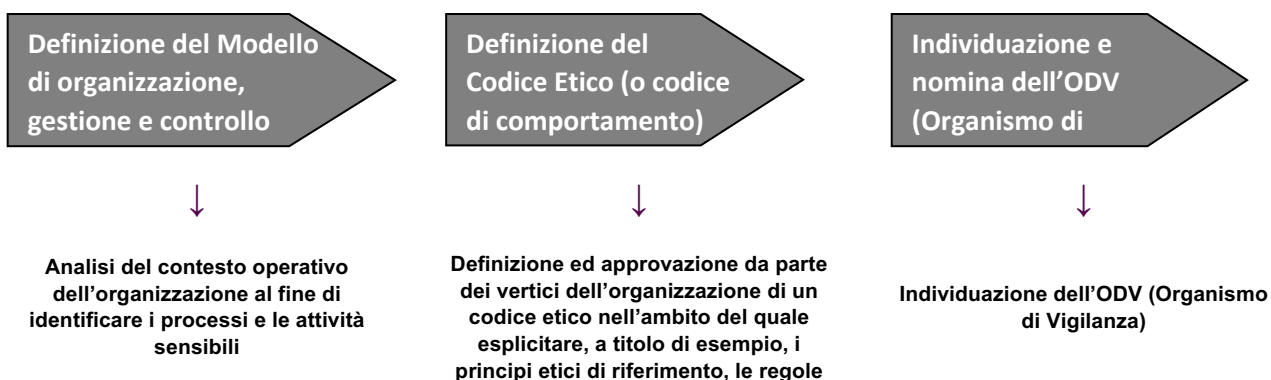 Definizione del Modello
di organizzazione,
gestione e controllo
Definizione del
Codice Etico (o codice
di comportamento)
Individuazione e
nomina dell’ODV
(Organismo di
↓
↓
↓
Analisi del contesto operativo
dell’organizzazione al fine di
identificare i processi e le attività
sensibili
Definizione ed approvazione da parte
dei vertici dell’organizzazione di un
codice etico nell’ambito del quale
esplicitare, a titolo di esempio, i
principi etici di riferimento, le regole
Individuazione dell’ODV (Organismo
di Vigilanza)